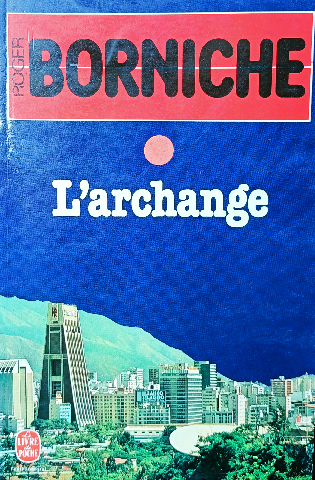 ROGER
BORNICHE
L'archange
LE LIVRE
DE
POCHE